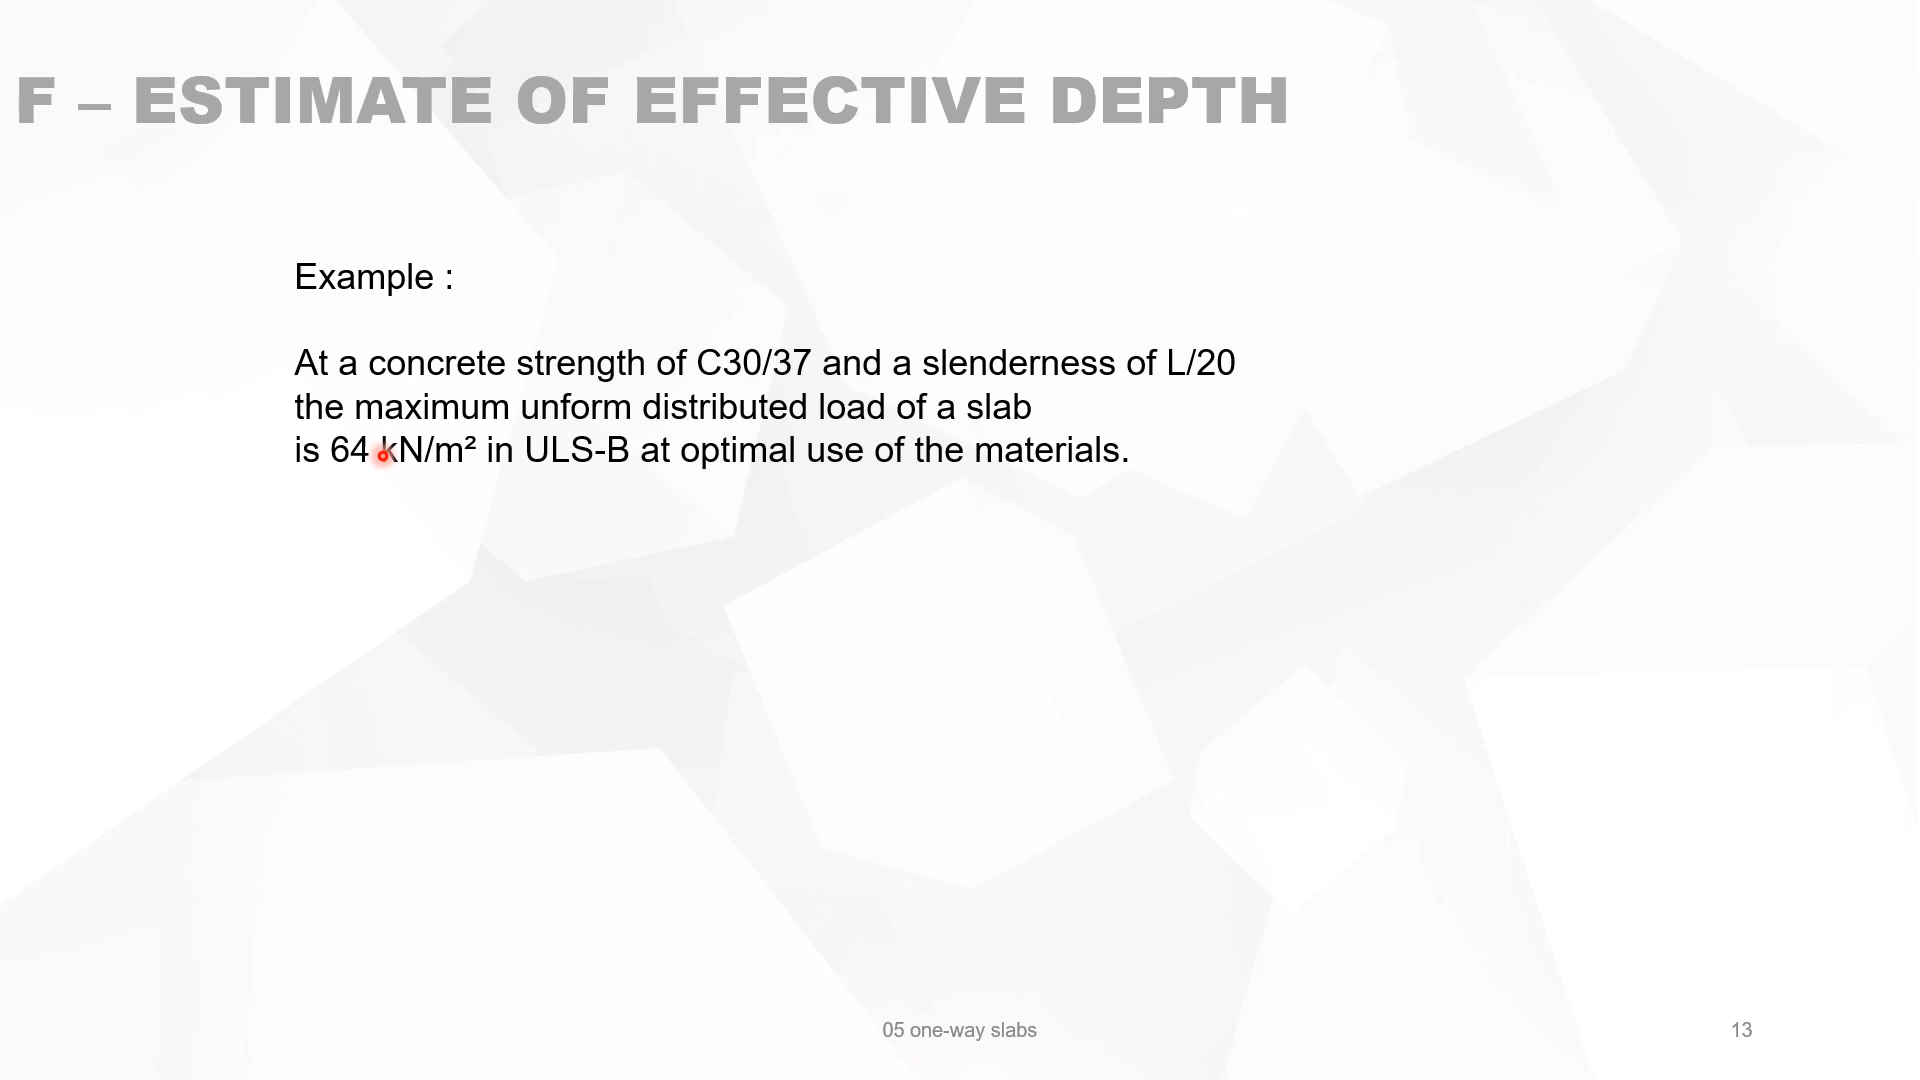 F – ESTIMATE OF EFFECTIVE DEPTH
Example :
At a concrete strength of C30/37 and a slenderness of L/20
the maximum unform distributed load of a slab
is 64 kN/m² in ULS-B at optimal use of the materials.
05 one-way slabs
13